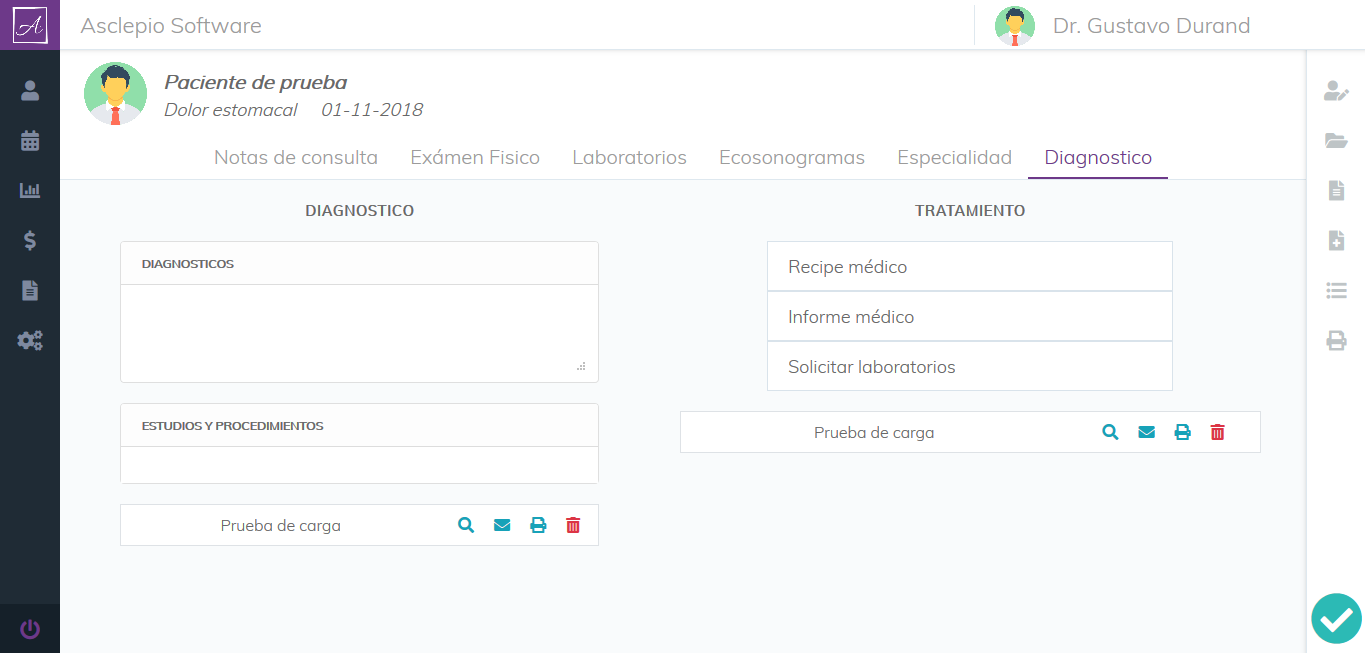 A
Asclepio Software
Dr. Gustavo Durand
Paciente de prueba
Dolor estomacal 01-11-2018
Notas de consulta Exámen Fisico Laboratorios Ecosonogramas Especialidad Diagnostico
DIAGNOSTICO
DIAGNOSTICOS
ESTUDIOS Y PROCEDIMIENTOS
Prueba de carga
TRATAMIENTO
Recipe médico
Informe médico
Solicitar laboratorios
Prueba de carga